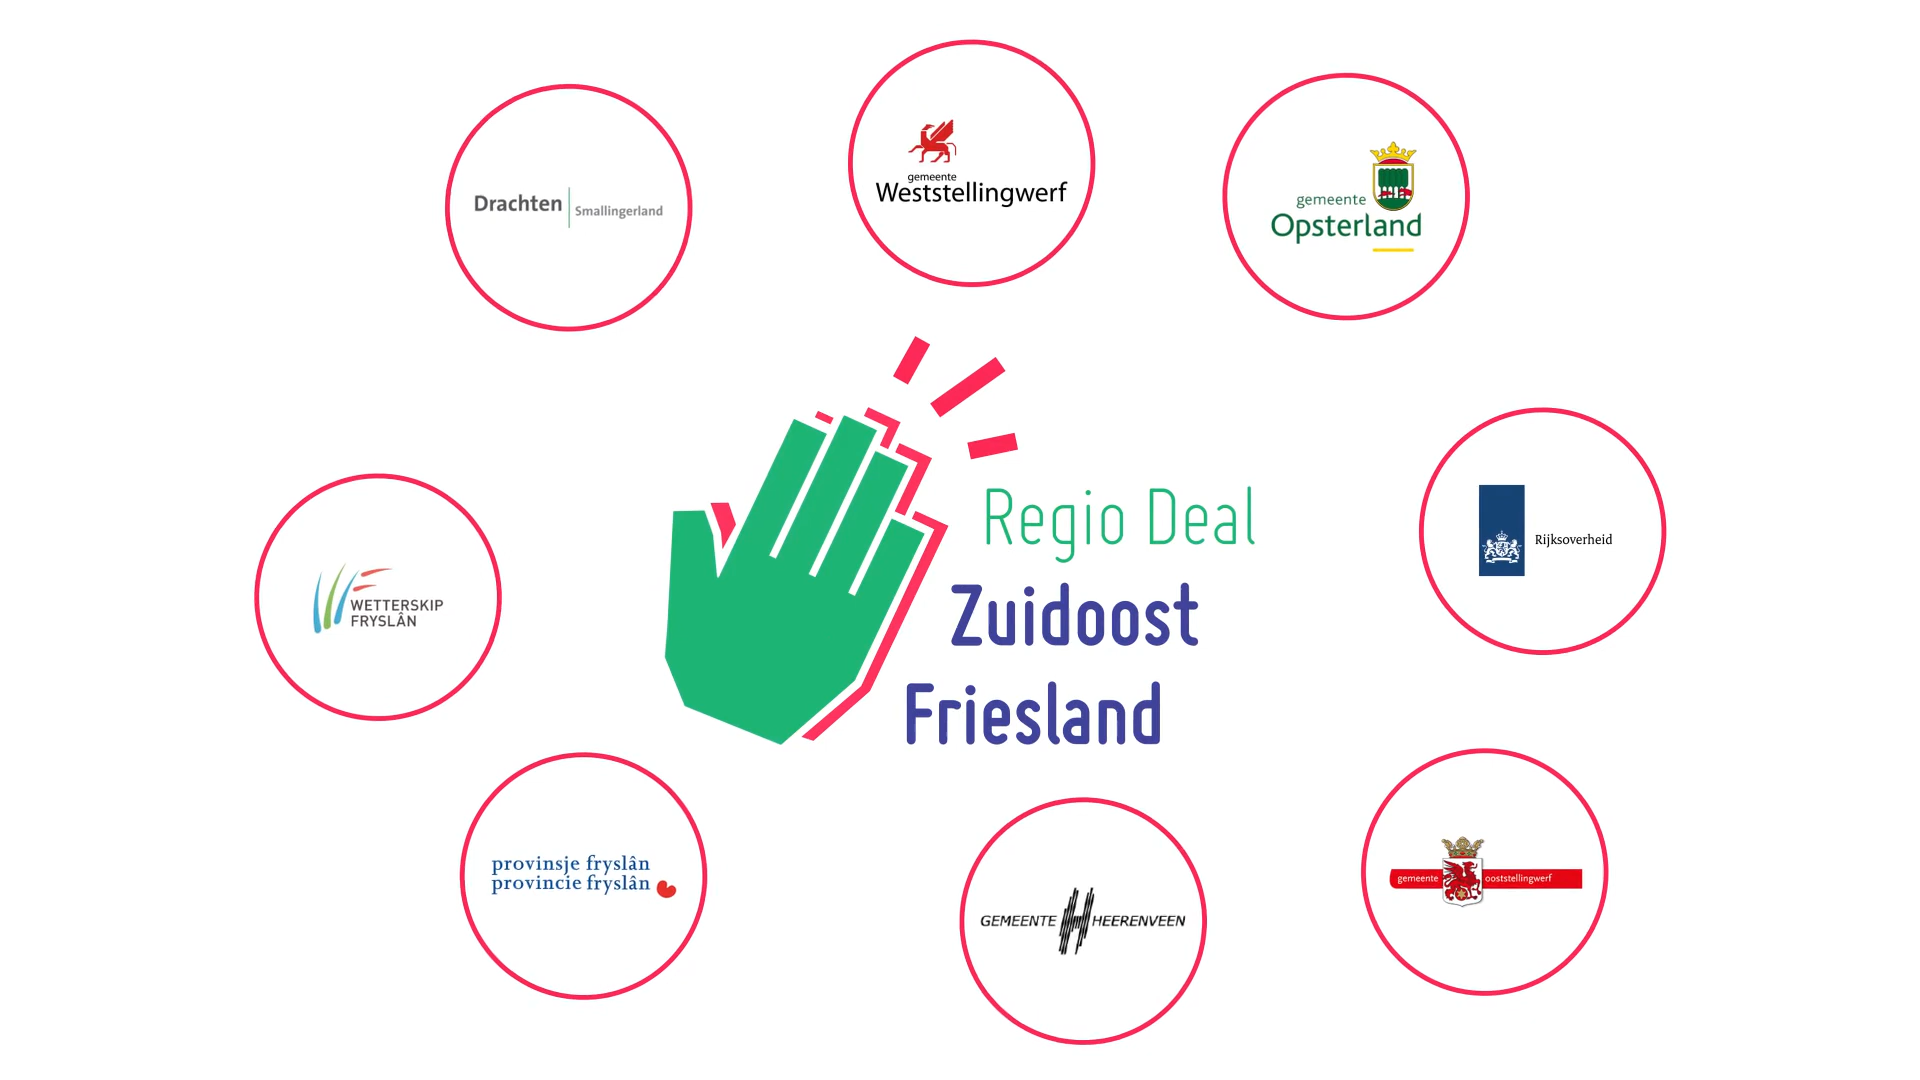 Drachten
Smallingerland
gemeente
Weststellingwerf
gemeente
Opsterland
Regio Deal
Zuidoost
Friesland
Rijksoverheid
WETTERSKIP
FRYSLÂN
provinsje fryslân
provincie fryslân
GEMEENTE HEERENVEEN
gemeente ooststellingwerf